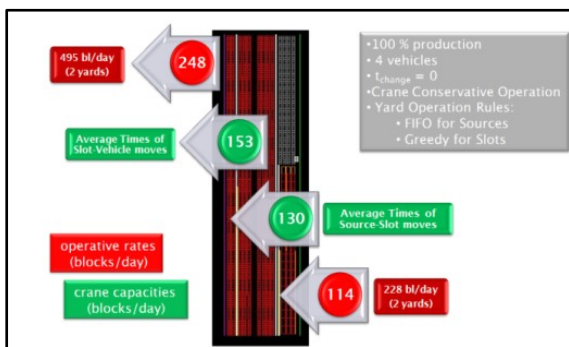 495 bl/day
(2 yards)
248
•100 % production
• 4 vehicles
• tchange = 0
•Crane Conservative Operation
• Yard Operation Rules:
• FIFO for Sources
• Greedy for Slots
Average Times of
Slot-Vehicle moves
153
130
Average Times of
Source-Slot moves
operative rates
(blocks/day)
crane capacities
(blocks/day)
114
228 bl/day
(2 yards)